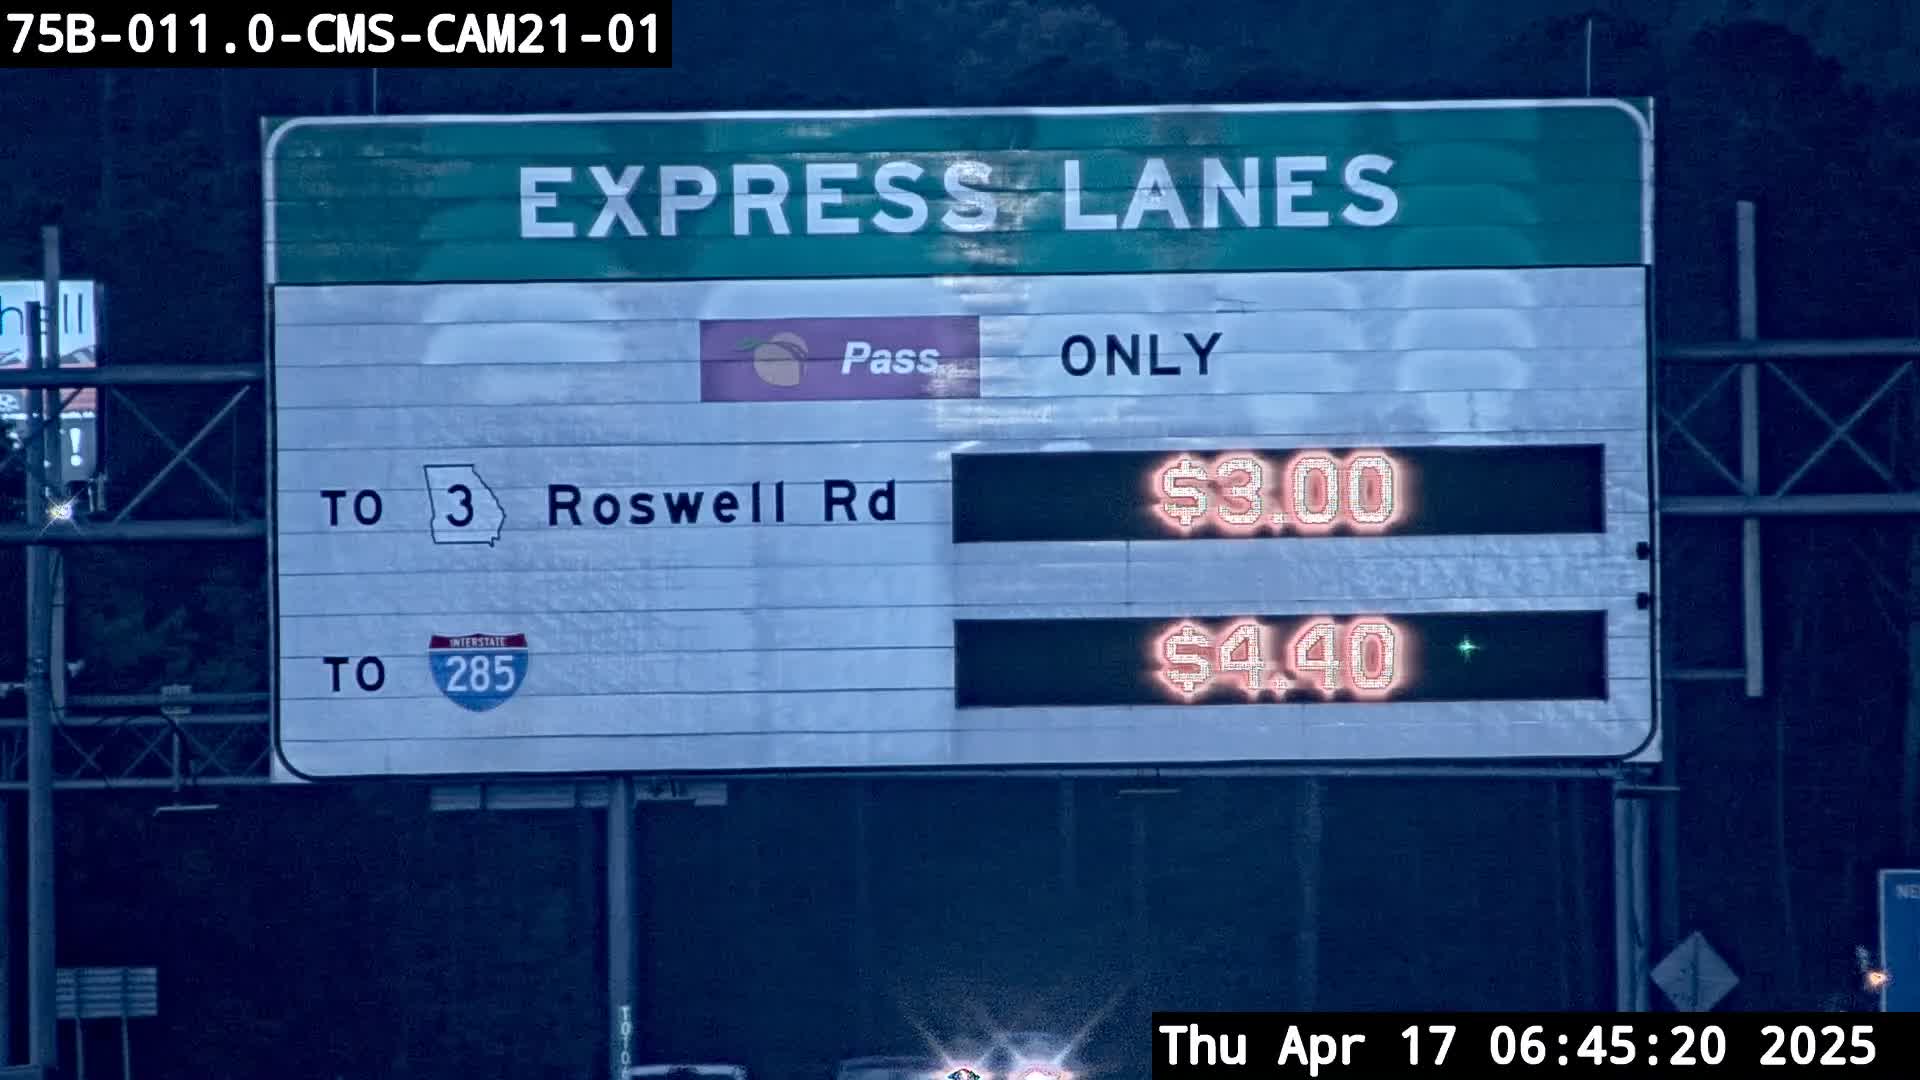 75B-011.0-CMS-CAM21-01
EXPRESS LANES
Pass ONLY
TO 3 Roswell Rd $3.00
INTERSTATE
TO 285 $4.40
!
NE
Thu Apr 17 06:45:20 2025